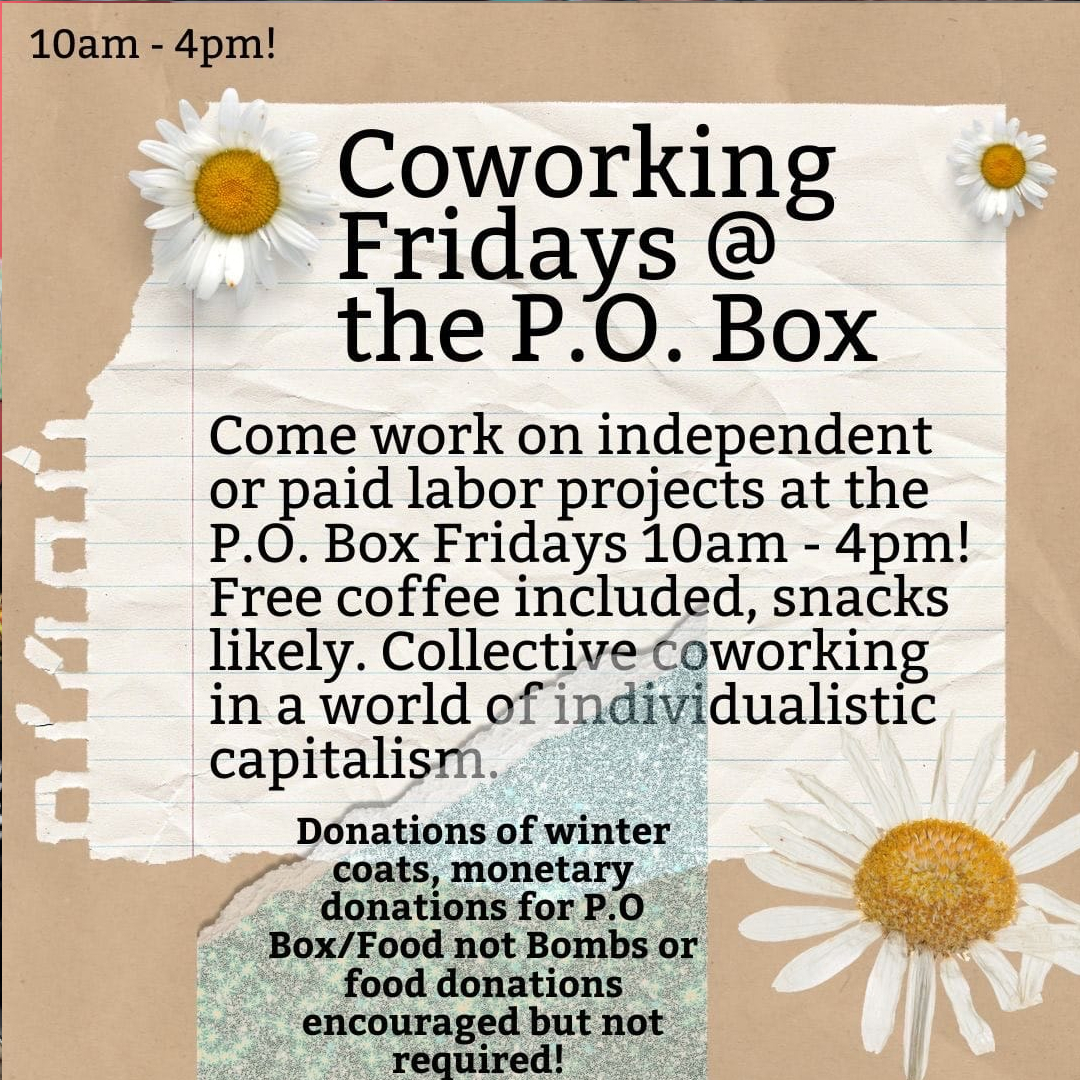 10am - 4pm!
Coworking
Fridays @
the P.O. Box
Come work on independent
or paid labor projects at the
P.O. Box Fridays 10am - 4pm!
Free coffee included, snacks
likely. Collective coworking
in a world of individualistic
capitalism.
Donations of winter
coats, monetary
donations for P.O
Box/Food not Bombs or
food donations
encouraged but not
required!